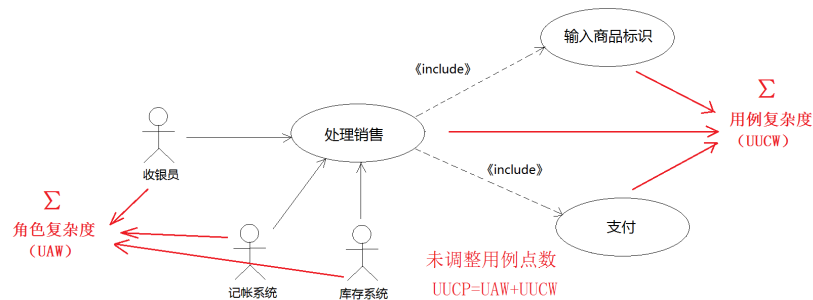 输入商品标识
《include》
∑
用例复杂度
（UUCW）
处理销售
收银员
《include》
∑
角色复杂度
（UAW）
支付
未调整用例点数
UUCP=UAW+UUCW
记帐系统
库存系统